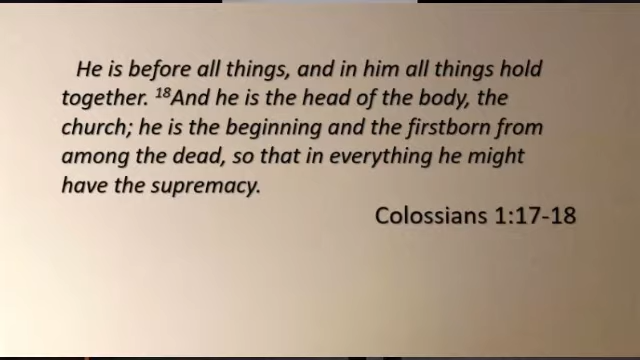 He is before all things, and in him all things hold
together. 18And he is the head of the body, the
church; he is the beginning and the firstborn from
among the dead, so that in everything he might
have the supremacy.
Colossians 1:17-18